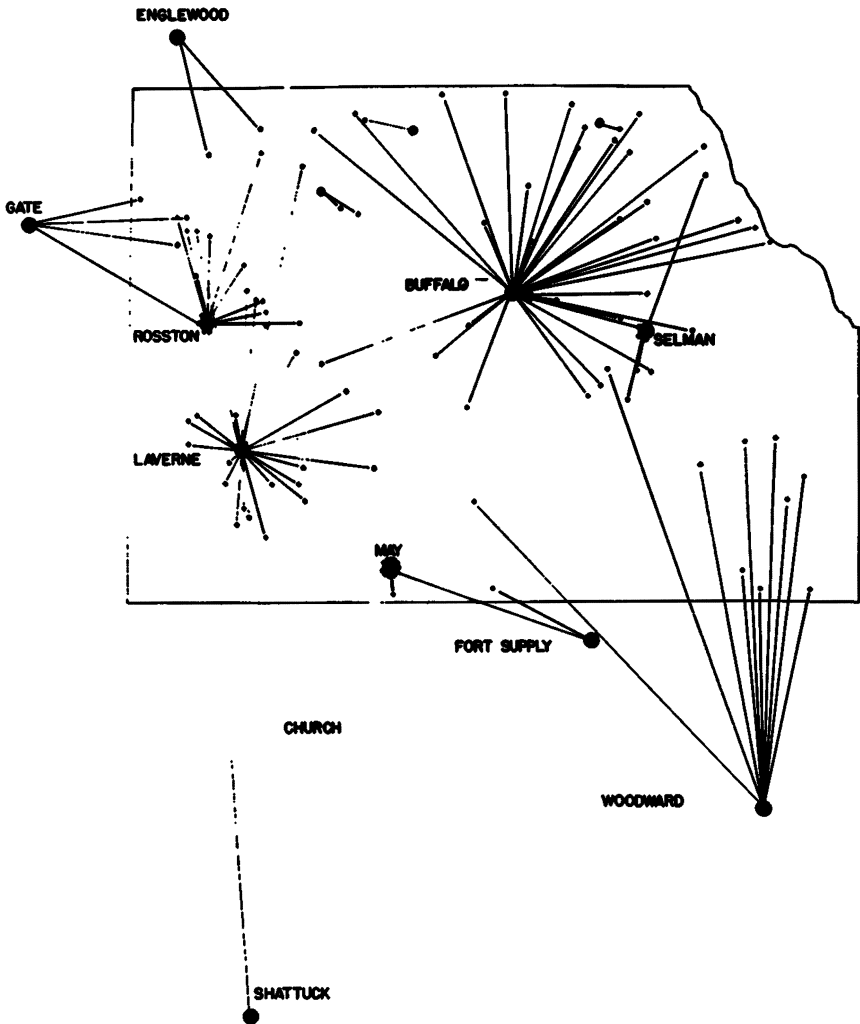 ENGLEWOOD
GATE
BUFFALO
ROSSTON
SELMAN
LAVERNE
MAY
FORT SUPPLY
CHURCH
WOODWARD
SHATTUCK